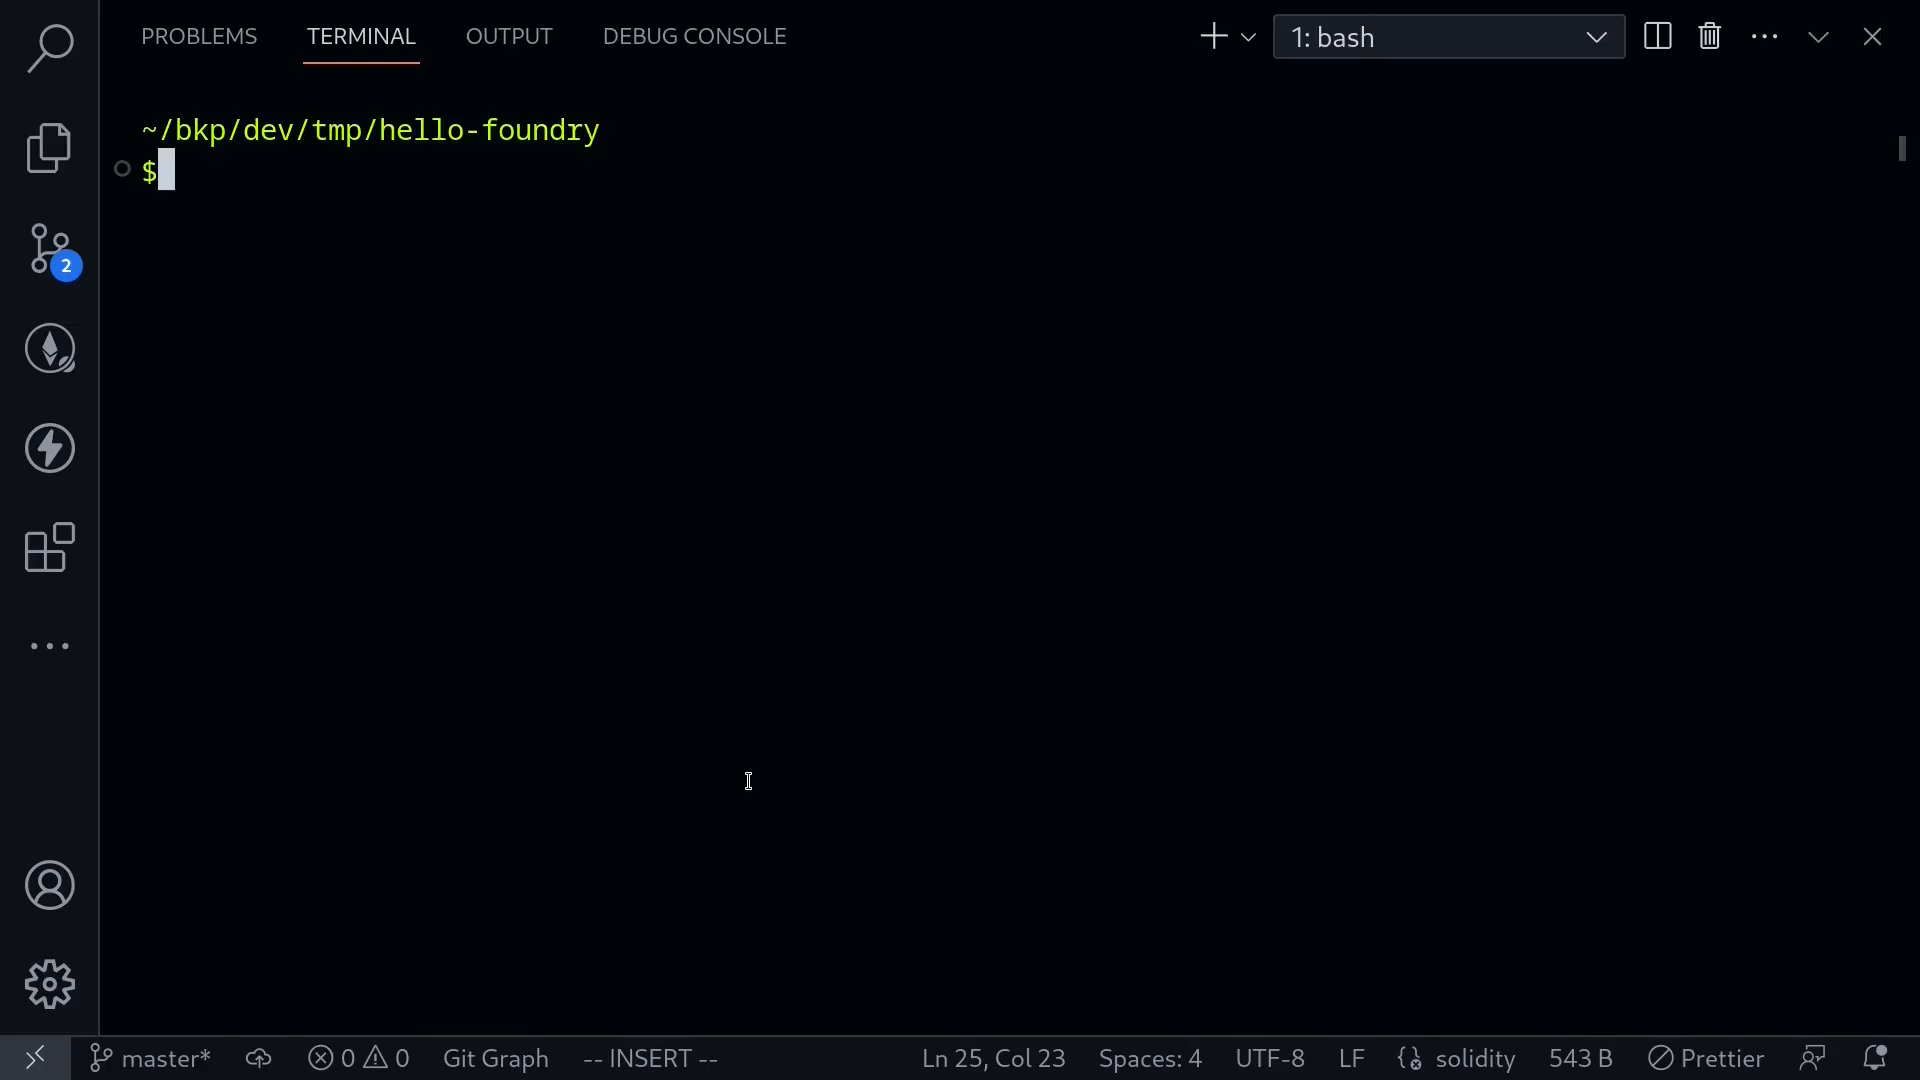 PROBLEMS TERMINAL OUTPUT DEBUG CONSOLE 1: bash
~/bkp/dev/tmp/hello-foundry
$
2
master* 0 0 Git Graph -- INSERT -- Ln 25, Col 23 Spaces: 4 UTF-8 LF solidity 543 B Prettier